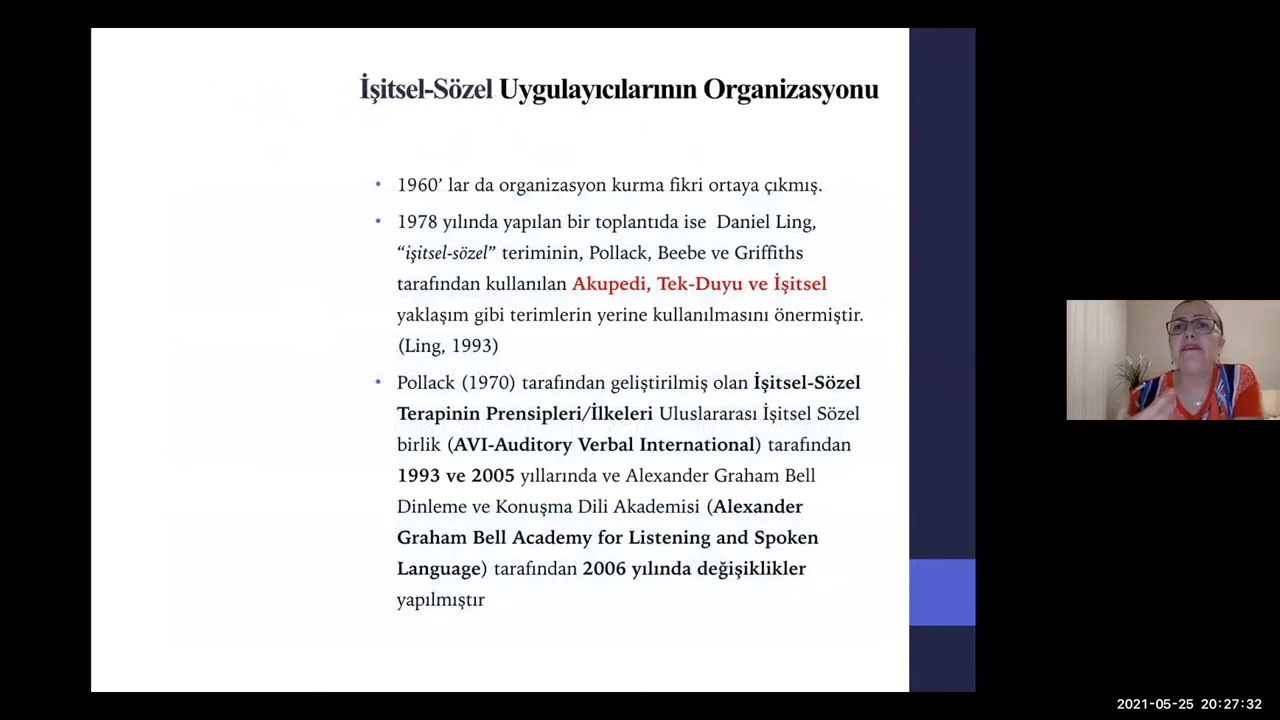 İşitsel-Sözel Uygulayıcılarının Organizasyonu
• 1960’ lar da organizasyon kurma fikri ortaya çıkmış.
• 1978 yılında yapılan bir toplantıda ise Daniel Ling,
“işitsel-sözel” teriminin, Pollack, Beebe ve Griffiths
tarafından kullanılan Akupedi, Tek-Duyu ve İşitsel
yaklaşım gibi terimlerin yerine kullanılmasını önermiştir.
(Ling, 1993)
• Pollack (1970) tarafından geliştirilmiş olan İşitsel-Sözel
Terapinin Prensipleri/İlkeleri Uluslararası İşitsel Sözel
birlik (AVI-Auditory Verbal International) tarafından
1993 ve 2005 yıllarında ve Alexander Graham Bell
Dinleme ve Konuşma Dili Akademisi (Alexander
Graham Bell Academy for Listening and Spoken
Language) tarafından 2006 yılında değişiklikler
yapılmıştır
2021-05-25 20:27:32